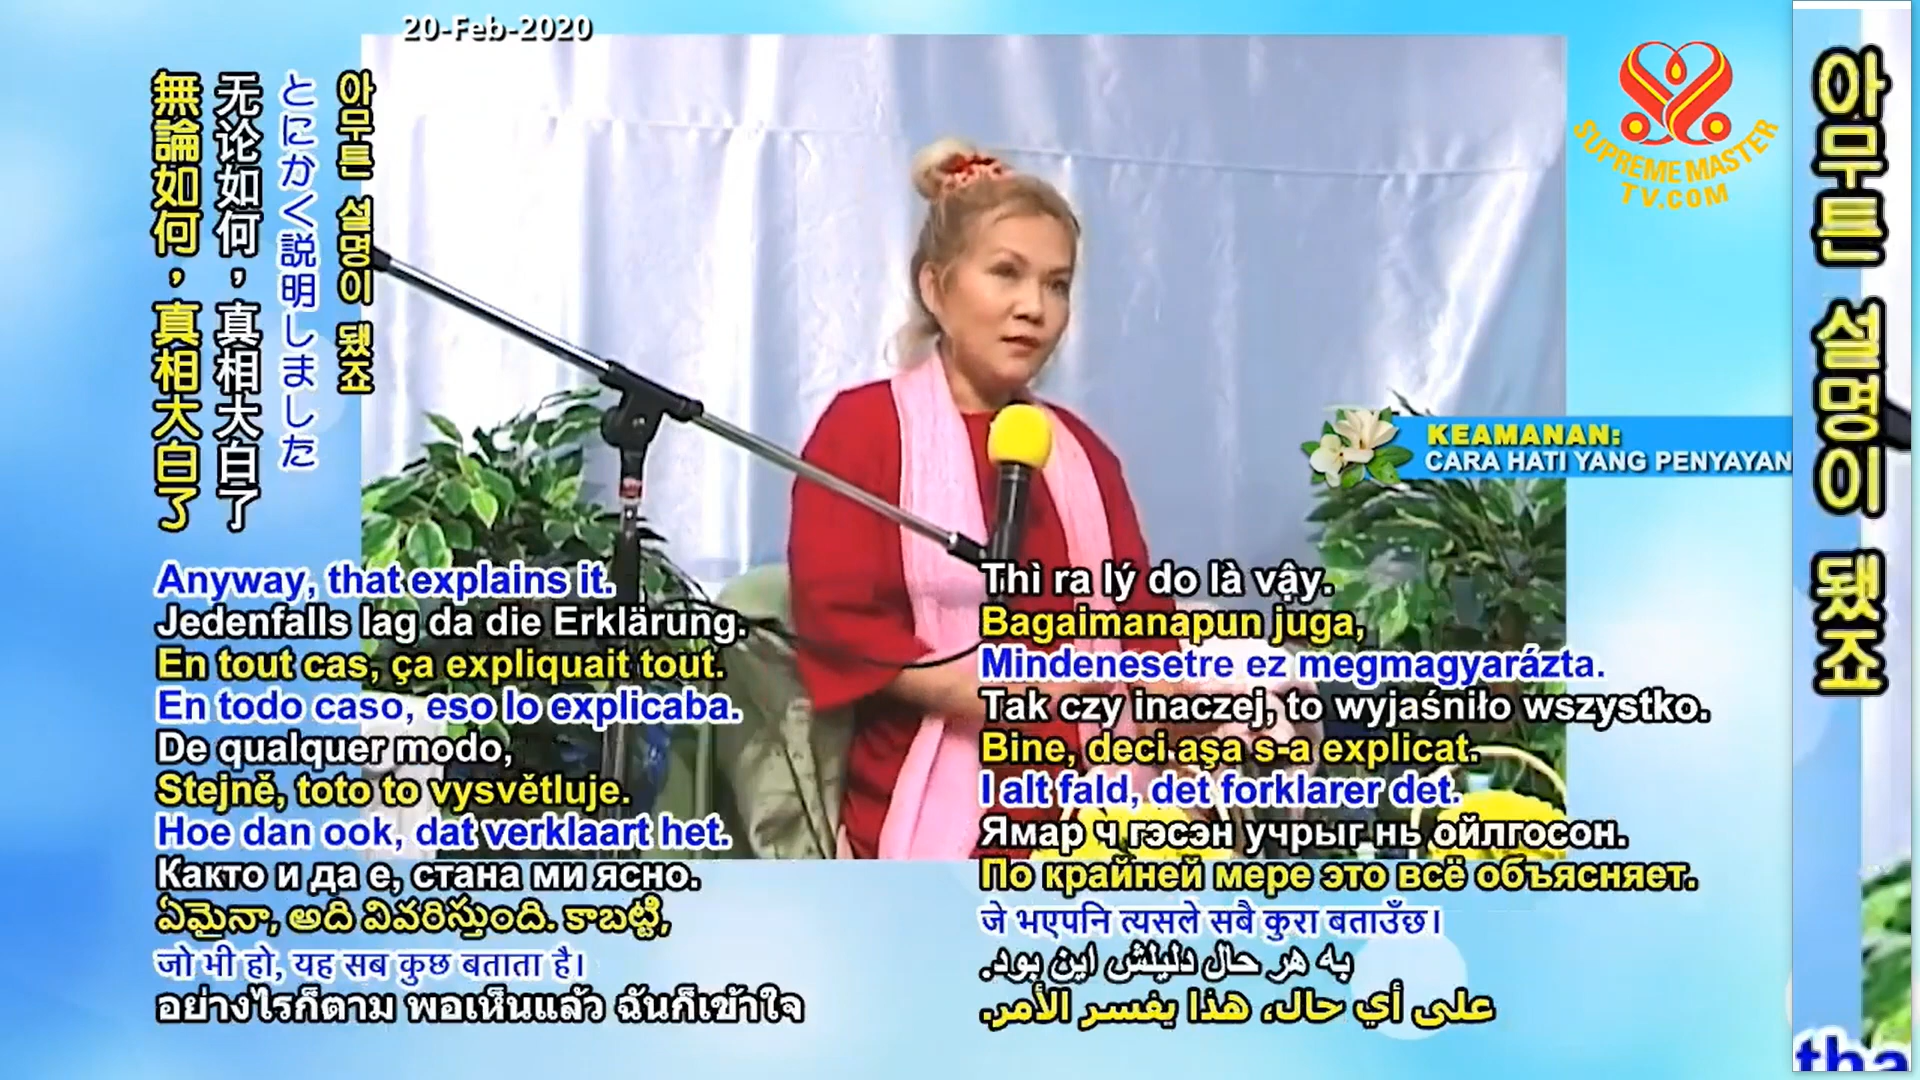 20-Feb-2020
無論如何，真相大白了
无论如何，真相大白了
とにかく説明しました
아무튼 설명이 됐죠
SUPREME MASTER
TV.COM
아무튼 설명이 됐죠
KEAMANAN:
CARA HATI YANG PENYAYAN
Anyway, that explains it.
Jedenfalls lag da die Erklärung.
En tout cas, ça expliquait tout.
En todo caso, eso lo explicaba.
De qualquer modo,
Stejně, toto to vysvětluje.
Hoe dan ook, dat verklaart het.
Както и да е, стана ми ясно.
ఏమైనా, అది వివరిస్తుంది. కాబట్టి,
जो भी हो, यह सब कुछ बताता है।
อย่างไรก็ตาม พอเห็นแล้ว ฉันก็เข้าใจ
Thì ra lý do là vậy.
Bagaimanapun juga,
Mindenesetre ez megmagyarázta.
Tak czy inaczej, to wyjaśniło wszystko.
Bine, deci aşa s-a explicat.
I alt fald, det forklarer det.
Ямар ч гэсэн учрыг нь ойлгосон.
По крайней мере это всё объясняет.
जे भएपनि त्यसले सबै कुरा बताउँछ।
به هر حال دلیلش این بود.
على أي حال، هذا يفسر الأمر.
tha